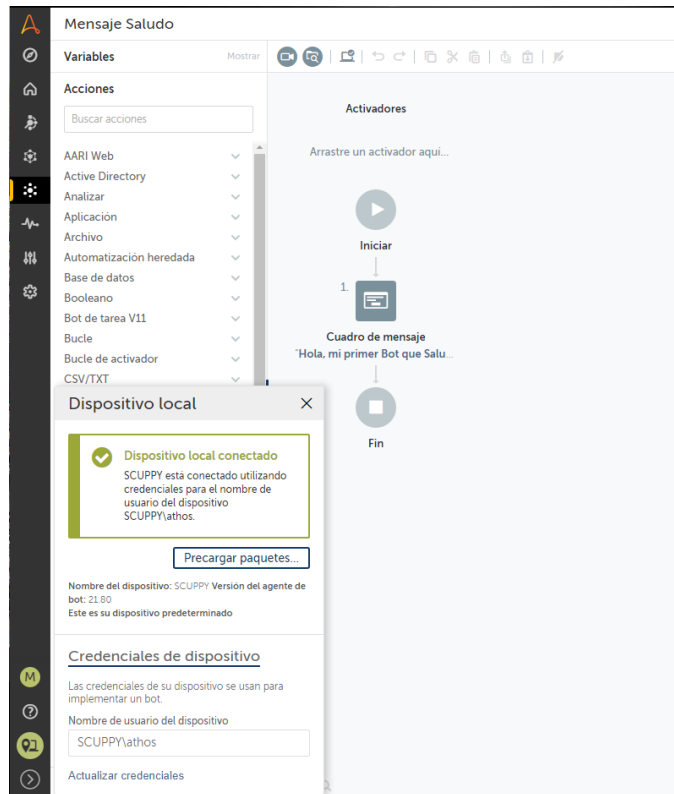 Mensaje Saludo
Variables
Mostrar
Acciones
Buscar acciones
AARI Web
Active Directory
Analizar
Aplicación
Archivo
Automatización heredada
Base de datos
Booleano
Bot de tarea V11
Bucle
Bucle de activador
CSV/TXT
Activadores
Arrastre un activador aquí...
Iniciar
1.
Cuadro de mensaje
"Hola, mi primer Bot que Salu...
Fin
Dispositivo local
Dispositivo local conectado
SCUPPY está conectado utilizando
credenciales para el nombre de
usuario del dispositivo
SCUPPY\athos.
Precargar paquetes...
Nombre del dispositivo: SCUPPY Versión del agente de
bot: 21.80
Este es su dispositivo predeterminado
Credenciales de dispositivo
Las credenciales de su dispositivo se usan para
implementar un bot.
Nombre de usuario del dispositivo
SCUPPY\athos
Actualizar credenciales
M